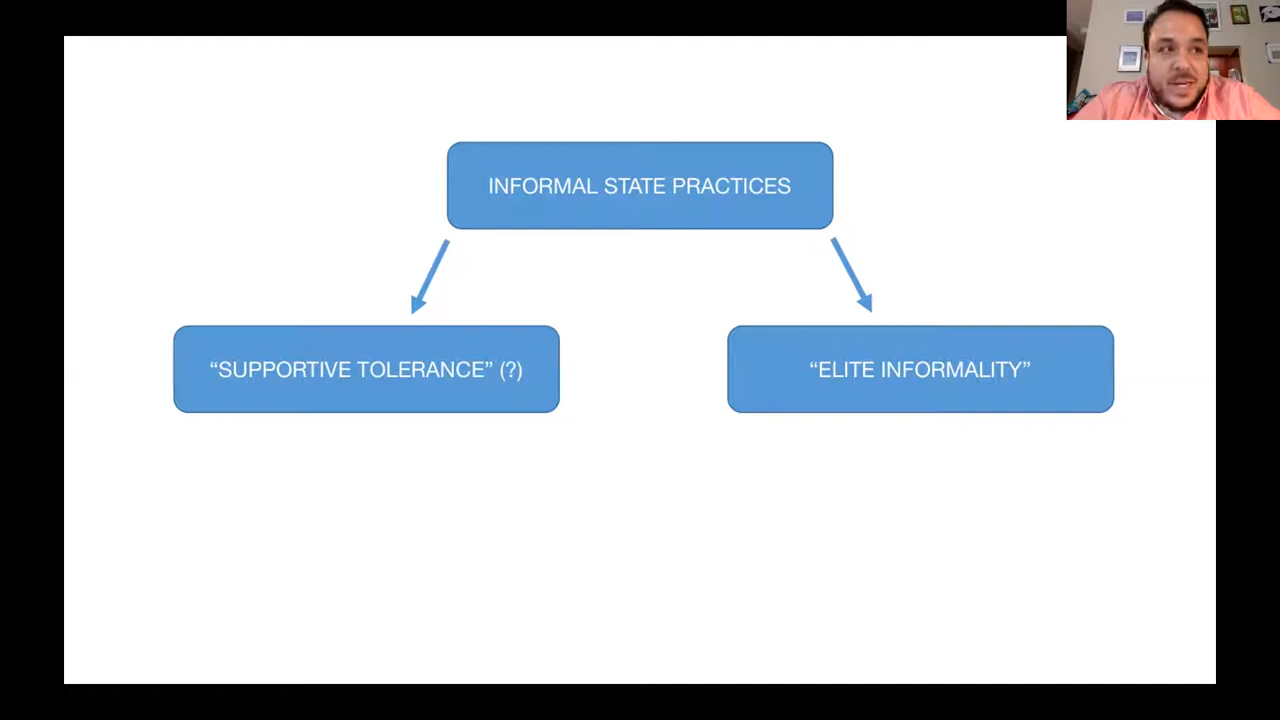 INFORMAL STATE PRACTICES
“SUPPORTIVE TOLERANCE” (?)
“ELITE INFORMALITY”